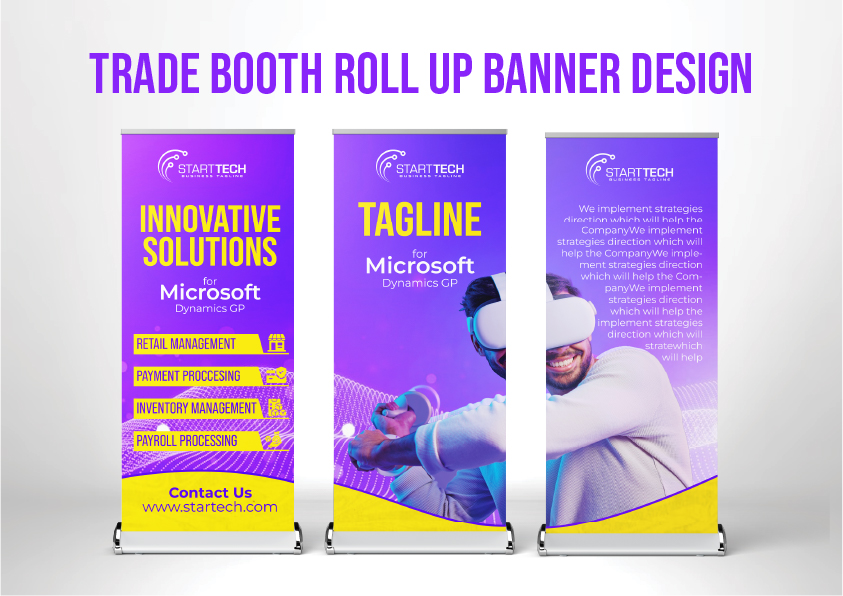 TRADE BOOTH ROLL UP BANNER DESIGN
STARTTECH
BUSINESS TAGLINE
INNOVATIVE
SOLUTIONS
for
Microsoft
Dynamics GP
RETAIL MANAGEMENT
PAYMENT PROCCESING
INVENTORY MANAGEMENT
PAYROLL PROCESSING
Contact Us
www.startech.com
STARTTECH
BUSINESS TAGLINE
TAGLINE
for
Microsoft
Dynamics GP
STARTTECH
BUSINESS TAGLINE
We implement strategies
direction which will help the
CompanyWe implement
strategies direction which will
help the CompanyWe imple-
ment strategies direction
which will help the Com-
panyWe implement
strategies direction
which will help the
implement strategies
direction which will
stratewhich
will help